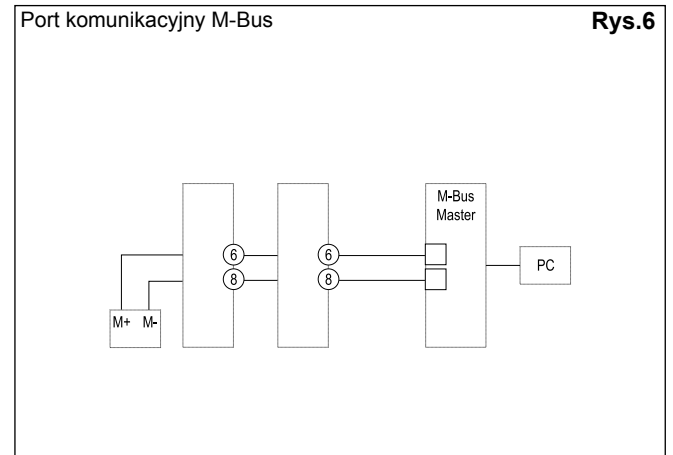 Port komunikacyjny M-Bus Rys.6
M-Bus
Master
6 6
PC
8 8
M+ M-